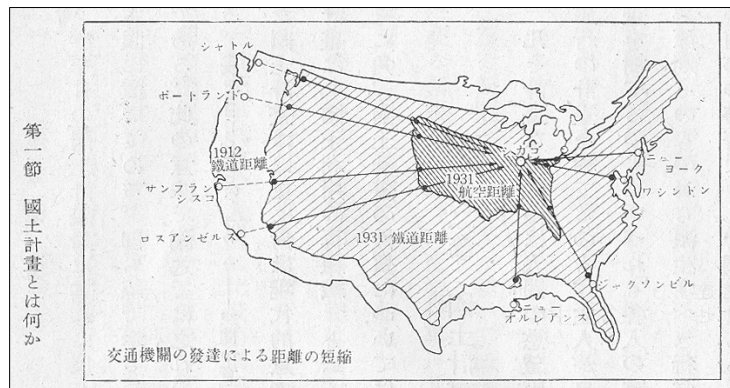 第一節 國土計畫とは何か
シャトル
ポートランド
1912
鐵道距離
サンフラン
シスコ
ロスアンゼルス
シカゴ
1931
航空距離
1931 鐵道距離
ニュー
ヨーク
ワシントン
ジャクソンビル
ニュー
オルレアンス
交通機關の發達による距離の短縮